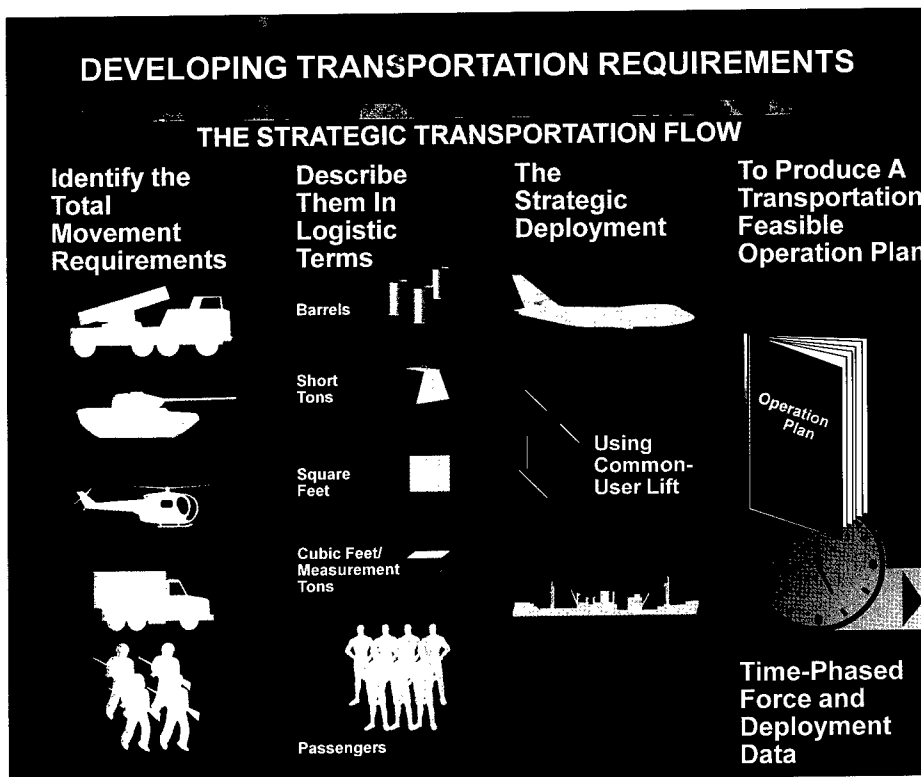 DEVELOPING TRANSPORTATION REQUIREMENTS
THE STRATEGIC TRANSPORTATION FLOW
Identify the
Total
Movement
Requirements
Describe
Them In
Logistic
Terms
Barrels
Short
Tons
Square
Feet
Cubic Feet/
Measurement
Tons
Passengers
The
Strategic
Deployment
Using
Common-
User Lift
To Produce A
Transportation
Feasible
Operation Plan
Operation
Plan
Time-Phased
Force and
Deployment
Data